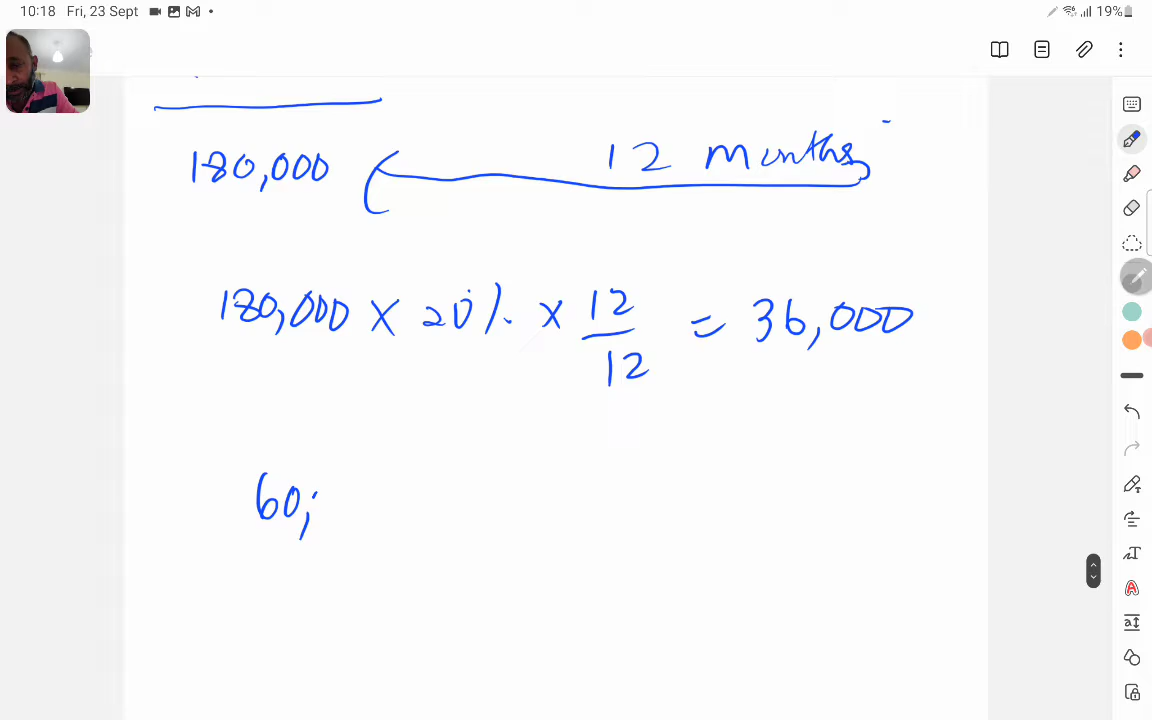 10:18 Fri, 23 Sept
19%
180,000 12 months
180,000 × 20% × 12/12 = 36,000
60,